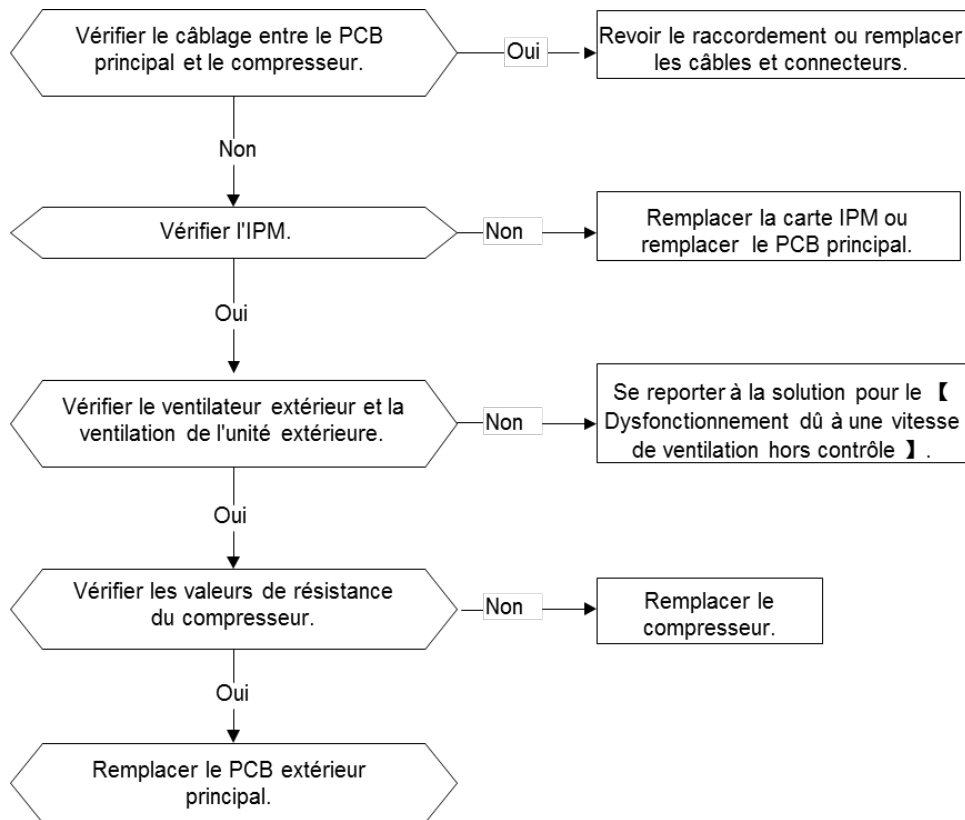 Vérifier le câblage entre le PCB
principal et le compresseur.
Oui
Revoir le raccordement ou remplacer
les câbles et connecteurs.
Non
Vérifier l'IPM.
Non
Remplacer la carte IPM ou
remplacer le PCB principal.
Oui
Vérifier le ventilateur extérieur et la
ventilation de l'unité extérieure.
Non
Se reporter à la solution pour le 【
Dysfonctionnement dû à une vitesse
de ventilation hors contrôle 】.
Oui
Vérifier les valeurs de résistance
du compresseur.
Non
Remplacer le
compresseur.
Oui
Remplacer le PCB extérieur
principal.